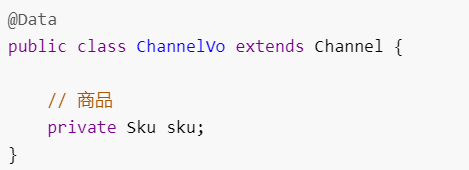 @Data
public class ChannelVo extends Channel {
// 商品
private Sku sku;
}